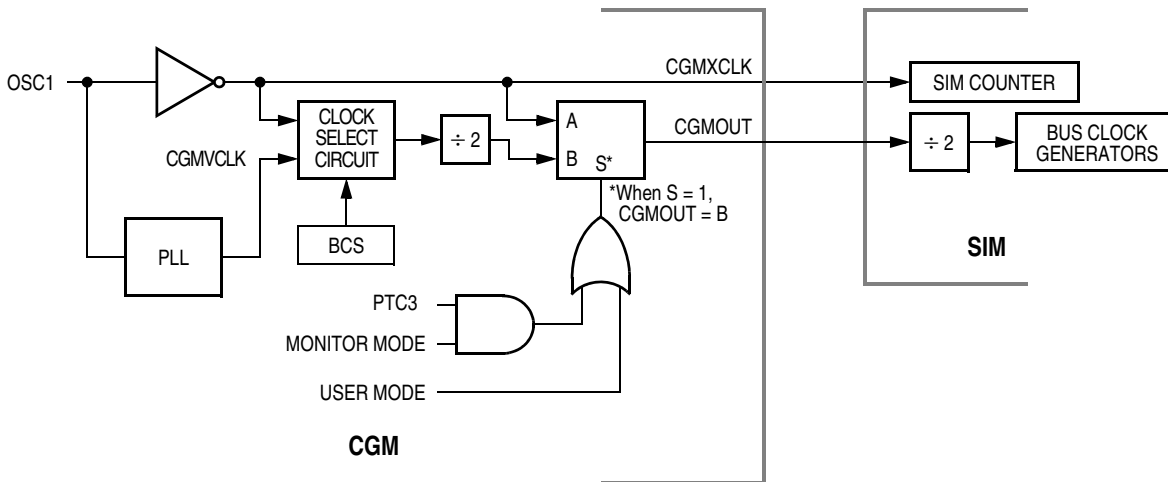 OSC1
CGMXCLK
SIM COUNTER
CLOCK
SELECT
CIRCUIT
÷ 2
A
B
S*
CGMOUT
÷ 2
BUS CLOCK
GENERATORS
CGMVCLK
*When S = 1,
CGMOUT = B
BCS
PLL
SIM
PTC3
MONITOR MODE
USER MODE
CGM